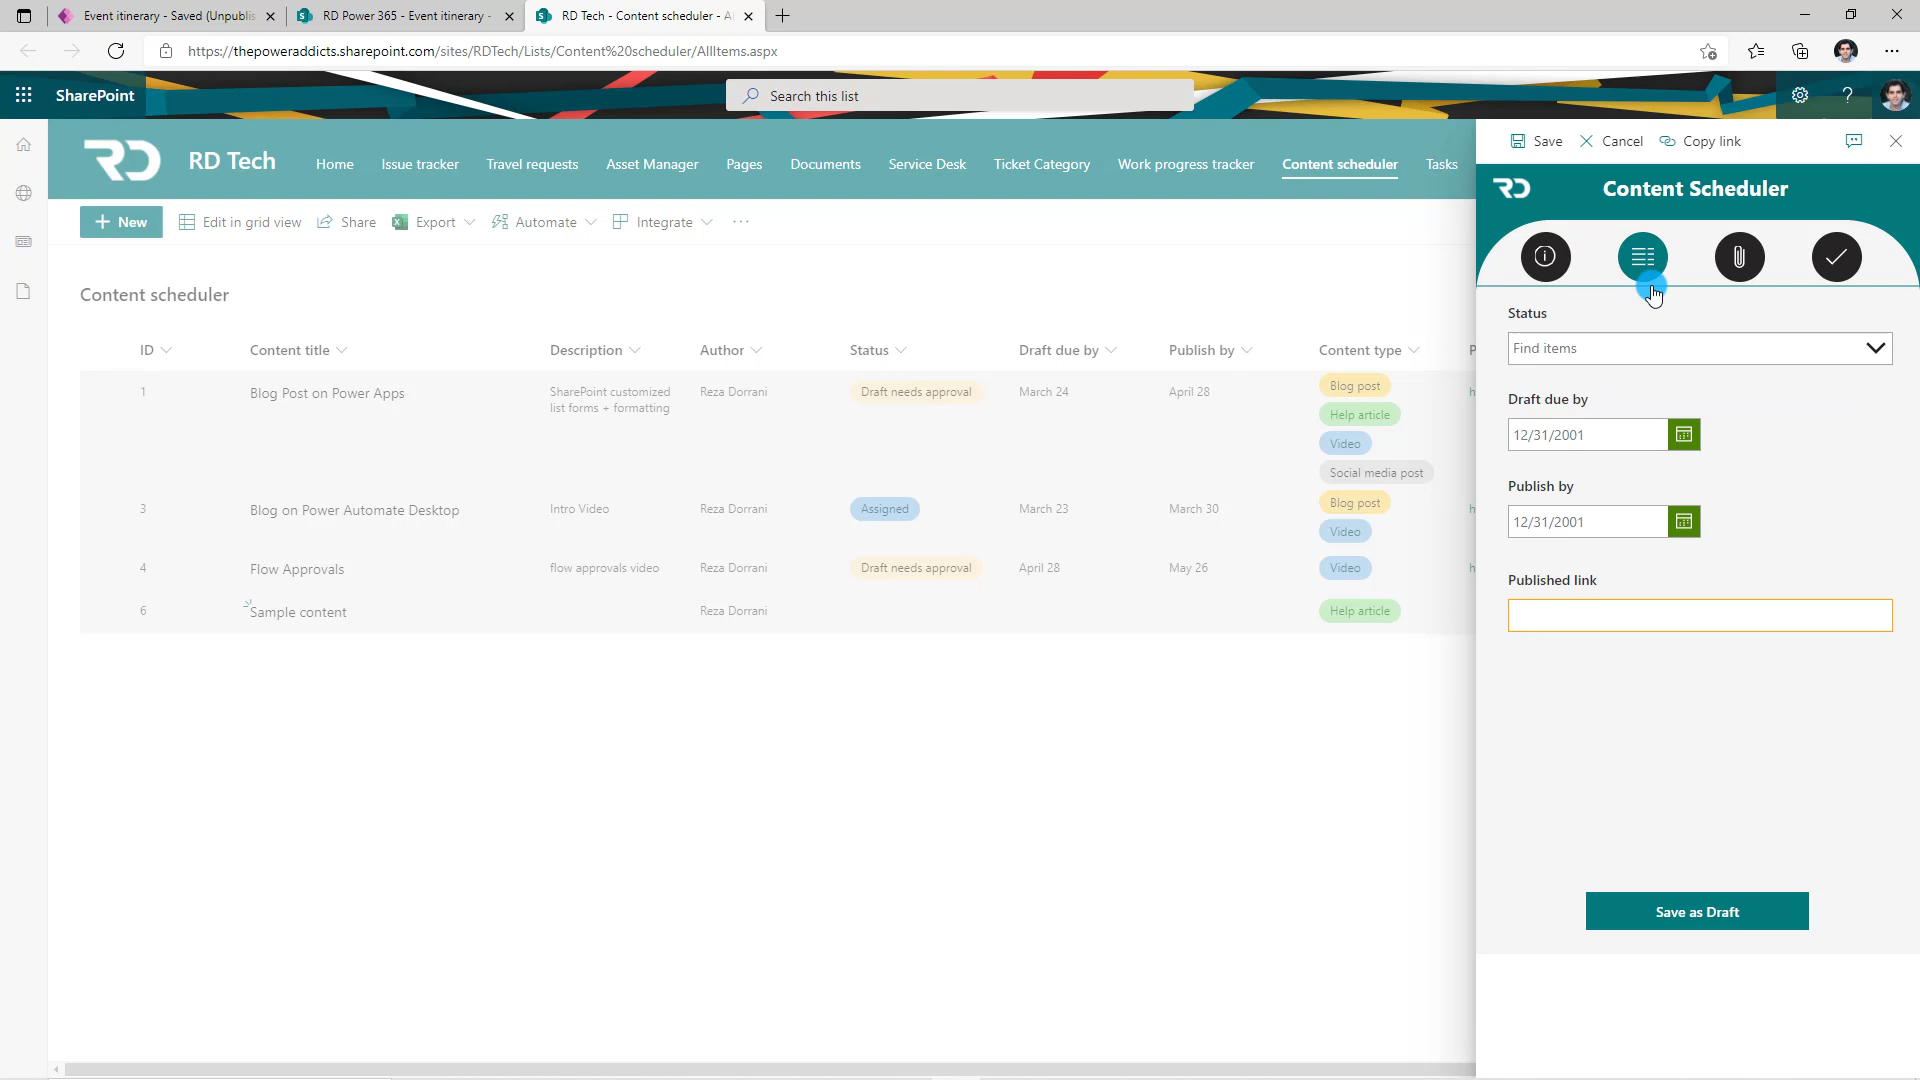 Event itinerary - Saved (Unpublis
RD Power 365 - Event itinerary -
RD Tech - Content scheduler - Al
https://thepoweraddicts.sharepoint.com/sites/RDTech/Lists/Content%20scheduler/AllItems.aspx
SharePoint
Search this list
Save Cancel Copy link
RD RD Tech Home Issue tracker Travel requests Asset Manager Pages Documents Service Desk Ticket Category Work progress tracker Content scheduler Tasks
RD Content Scheduler
New Edit in grid view Share Export Automate Integrate ...
Content scheduler
ID Content title Description Author Status Draft due by Publish by Content type P
1 Blog Post on Power Apps SharePoint customized Reza Dorrani Draft needs approval March 24 April 28 Blog post h
list forms + formatting Help article
Video
Social media post
3 Blog on Power Automate Desktop Intro Video Reza Dorrani Assigned March 23 March 30 Blog post h
Video
4 Flow Approvals flow approvals video Reza Dorrani Draft needs approval April 28 May 26 Video h
6 Sample content Reza Dorrani Help article
Status
Find items
Draft due by
12/31/2001
Publish by
12/31/2001
Published link
Save as Draft